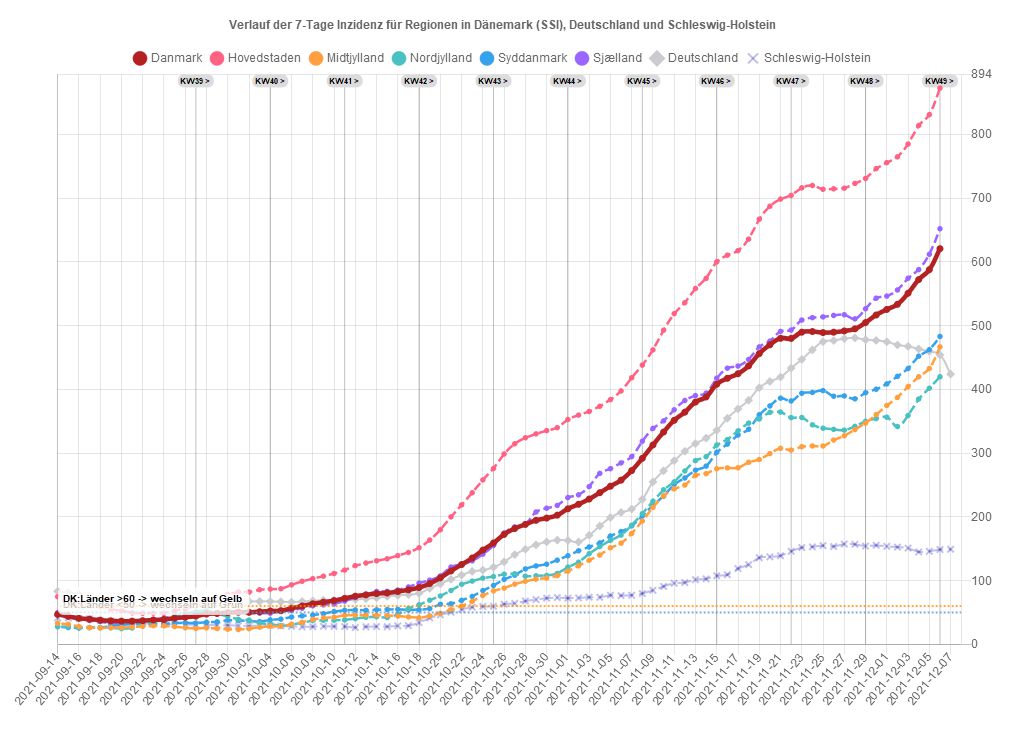 Verlauf der 7-Tage Inzidenz für Regionen in Dänemark (SSI), Deutschland und Schleswig-Holstein
Danmark Hovedstaden Midtjylland Nordjylland Syddanmark Sjælland Deutschland Schleswig-Holstein
KW39 > KW40 > KW41 > KW42 > KW43 > KW44 > KW45 > KW46 > KW47 > KW48 > KW49 >
894
800
700
600
500
400
300
200
100
0
DK:Länder >60 -> wechseln auf Gelb
2021-09-14 2021-09-16 2021-09-18 2021-09-20 2021-09-22 2021-09-24 2021-09-26 2021-09-28 2021-09-30 2021-10-02 2021-10-04 2021-10-06 2021-10-08 2021-10-10 2021-10-12 2021-10-14 2021-10-16 2021-10-18 2021-10-20 2021-10-22 2021-10-24 2021-10-26 2021-10-28 2021-10-30 2021-11-01 2021-11-03 2021-11-05 2021-11-07 2021-11-09 2021-11-11 2021-11-13 2021-11-15 2021-11-17 2021-11-19 2021-11-21 2021-11-23 2021-11-25 2021-11-27 2021-11-29 2021-12-01 2021-12-03 2021-12-05 2021-12-07